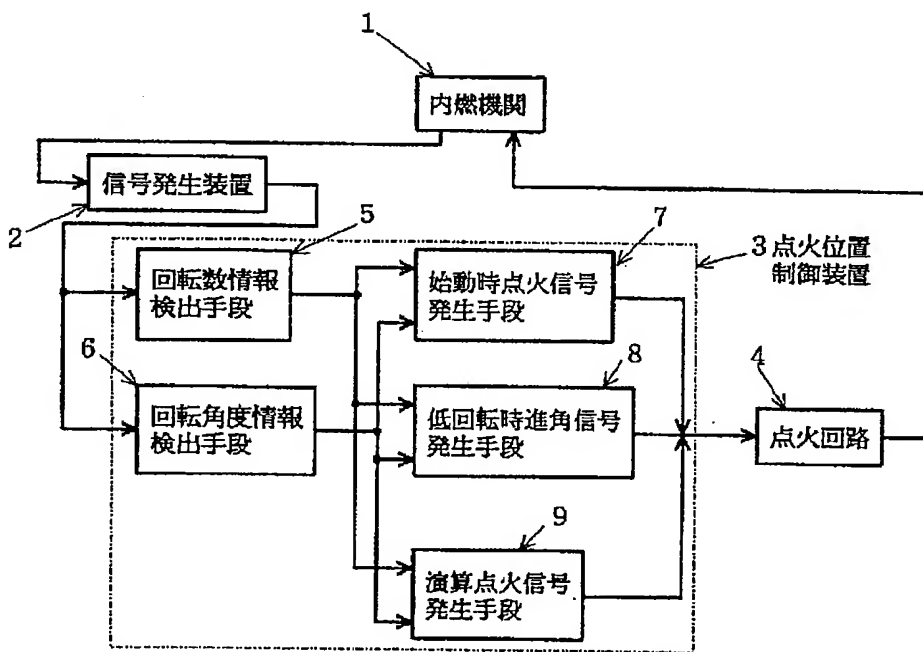 1
内燃機関
信号発生装置
2
5
回転数情報
検出手段
7
始動時点火信号
発生手段
3 点火位置
制御装置
6
回転角度情報
検出手段
8
低回転時進角信号
発生手段
4
点火回路
9
演算点火信号
発生手段